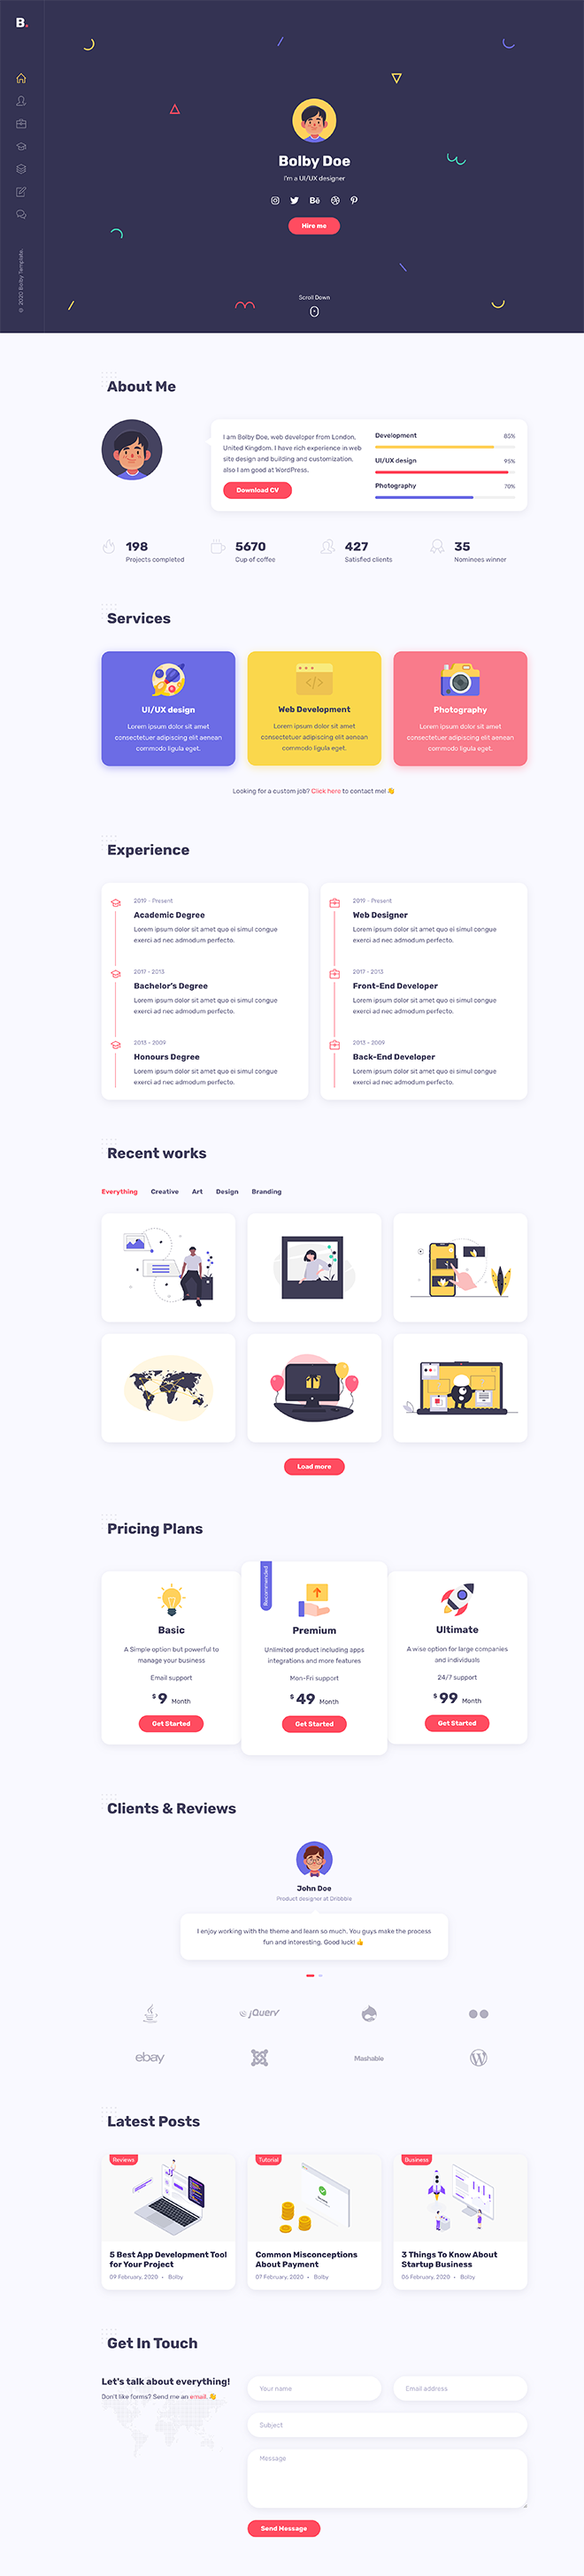 B.
Bolby Doe
I'm a UI/UX designer
Hire me
Scroll Down
© 2020 Bolby Template.
About Me
I am Bolby Doe, web developer from London,
United Kingdom. I have rich experience in web
site design and building and customization,
also I am good at WordPress.
Download CV
Development 85%
UI/UX design 95%
Photography 70%
198
Projects completed
5670
Cup of coffee
427
Satisfied clients
35
Nominees winner
Services
UI/UX design
Lorem ipsum dolor sit amet
consectetuer adipiscing elit aenean
commodo ligula eget.
Web Development
Lorem ipsum dolor sit amet
consectetuer adipiscing elit aenean
commodo ligula eget.
Photography
Lorem ipsum dolor sit amet
consectetuer adipiscing elit aenean
commodo ligula eget.
Looking for a custom job? Click here to contact me! 👋
Experience
2019 - Present
Academic Degree
Lorem ipsum dolor sit amet quo ei simul congue
exerci ad nec admodum perfecto.
2017 - 2013
Bachelor's Degree
Lorem ipsum dolor sit amet quo ei simul congue
exerci ad nec admodum perfecto.
2013 - 2009
Honours Degree
Lorem ipsum dolor sit amet quo ei simul congue
exerci ad nec admodum perfecto.
2019 - Present
Web Designer
Lorem ipsum dolor sit amet quo ei simul congue
exerci ad nec admodum perfecto.
2017 - 2013
Front-End Developer
Lorem ipsum dolor sit amet quo ei simul congue
exerci ad nec admodum perfecto.
2013 - 2009
Back-End Developer
Lorem ipsum dolor sit amet quo ei simul congue
exerci ad nec admodum perfecto.
Recent works
Everything Creative Art Design Branding
Load more
Pricing Plans
Basic
A Simple option but powerful to
manage your business
Email support
$ 9 Month
Get Started
Recommended
Premium
Unlimited product including apps
integrations and more features
Mon-Fri support
$ 49 Month
Get Started
Ultimate
A wise option for large companies
and individuals
24/7 support
$ 99 Month
Get Started
Clients & Reviews
John Doe
Product designer at Dribbble
I enjoy working with the theme and learn so much. You guys make the process
fun and interesting. Good luck! 👍
jQuery
ebay
Mashable
Latest Posts
Reviews
5 Best App Development Tool
for Your Project
09 February, 2020 • Bolby
Tutorial
Common Misconceptions
About Payment
07 February, 2020 • Bolby
Business
3 Things To Know About
Startup Business
06 February, 2020 • Bolby
Get In Touch
Let's talk about everything!
Don't like forms? Send me an email. 👋
Your name
Email address
Subject
Message
Send Message